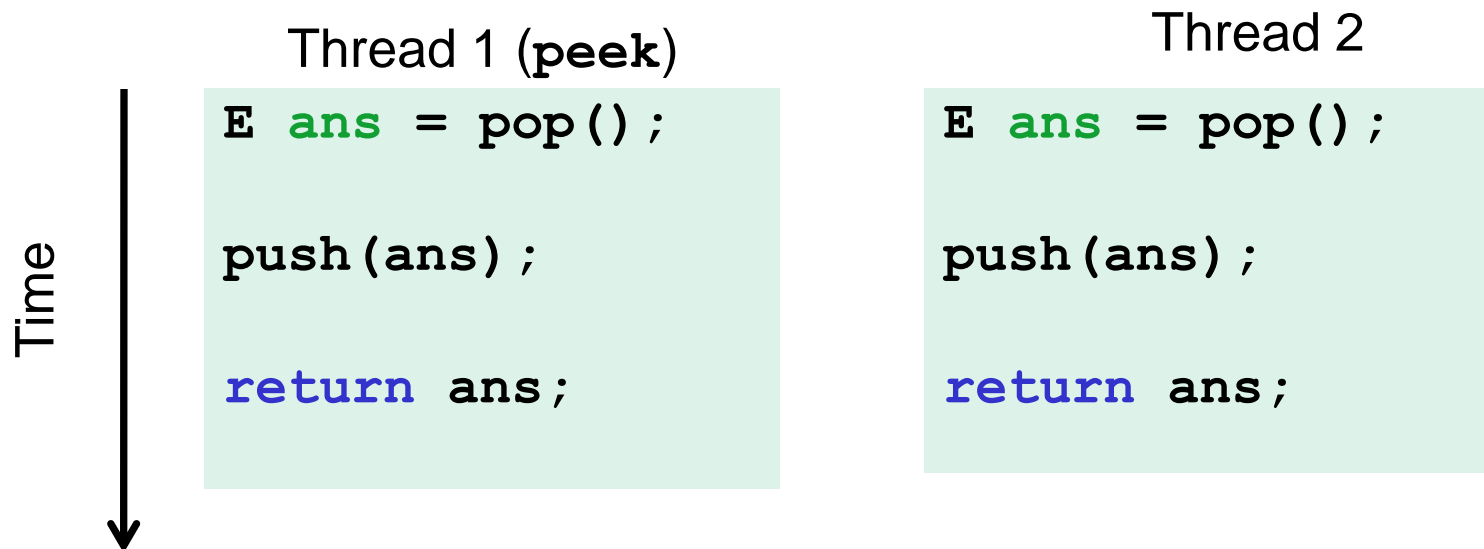 Thread 1 (peek)
E ans = pop();
push(ans);
return ans;
Thread 2
E ans = pop();
push(ans);
return ans;
Time